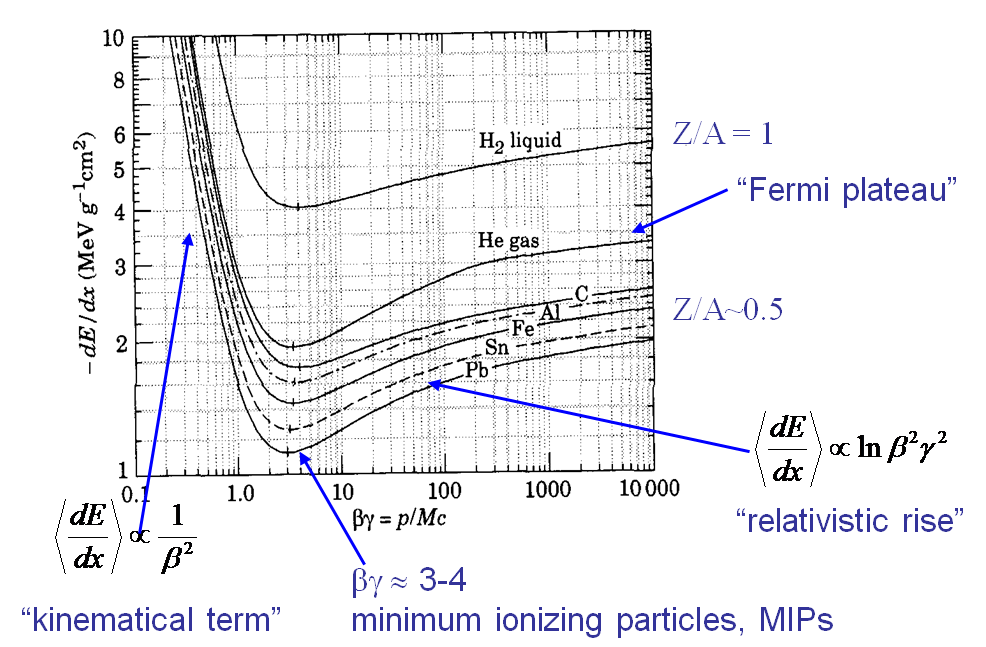 10
8
6
5
4
3
2
1
−dE/dx (MeV g⁻¹cm²)
H₂ liquid
He gas
C
Al
Fe
Sn
Pb
0.1
1.0
10
100
1000
10 000
βγ = p/Mc
Z/A = 1
“Fermi plateau”
Z/A~0.5
⟨dE/dx⟩ ∝ ln β²γ²
“relativistic rise”
⟨dE/dx⟩ ∝ 1/β²
“kinematical term”
βγ ≈ 3-4
minimum ionizing particles, MIPs